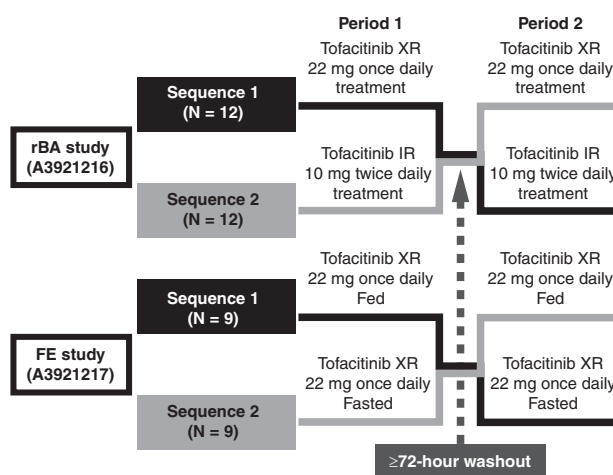 Period 1
Period 2
rBA study
(A3921216)
Sequence 1
(N = 12)
Tofacitinib XR
22 mg once daily
treatment
Tofacitinib XR
22 mg once daily
treatment
Sequence 2
(N = 12)
Tofacitinib IR
10 mg twice daily
treatment
Tofacitinib IR
10 mg twice daily
treatment
FE study
(A3921217)
Sequence 1
(N = 9)
Tofacitinib XR
22 mg once daily
Fed
Tofacitinib XR
22 mg once daily
Fed
Sequence 2
(N = 9)
Tofacitinib XR
22 mg once daily
Fasted
Tofacitinib XR
22 mg once daily
Fasted
≥72-hour washout